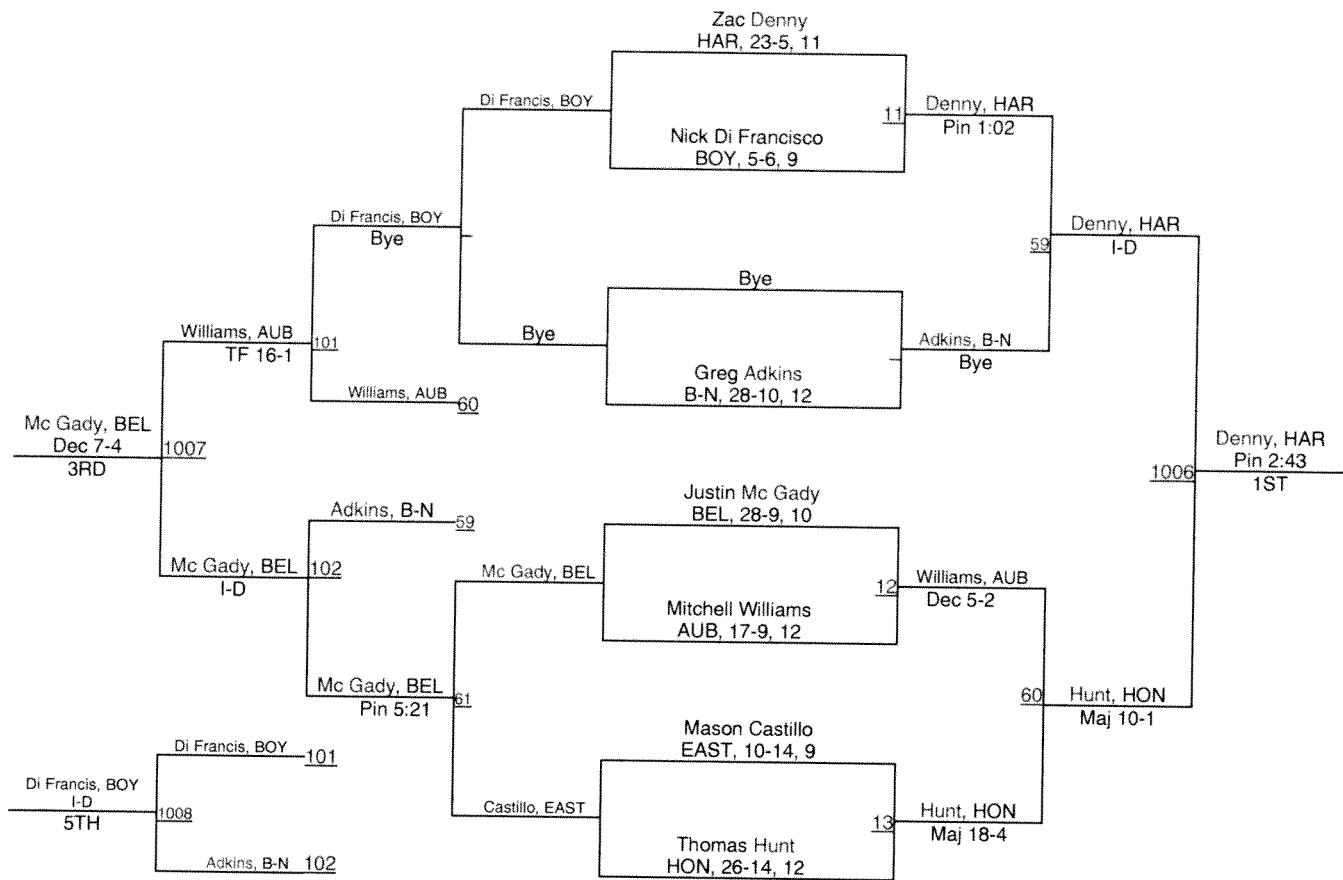 Zac Denny
HAR, 23-5, 11
Di Francis, BOY
11
Denny, HAR
Pin 1:02
Nick Di Francisco
BOY, 5-6, 9
Di Francis, BOY
Bye
59
Denny, HAR
I-D
Bye
Williams, AUB
TF 16-1
101
Bye
Adkins, B-N
Bye
Greg Adkins
B-N, 28-10, 12
Williams, AUB
60
Mc Gady, BEL
Dec 7-4
3RD
1007
1006
Denny, HAR
Pin 2:43
1ST
Justin Mc Gady
BEL, 28-9, 10
Adkins, B-N
59
Mc Gady, BEL
I-D
102
Mc Gady, BEL
12
Williams, AUB
Dec 5-2
Mitchell Williams
AUB, 17-9, 12
Mc Gady, BEL
Pin 5:21
61
60
Hunt, HON
Maj 10-1
Mason Castillo
EAST, 10-14, 9
Di Francis, BOY
101
Di Francis, BOY
I-D
5TH
1008
Castillo, EAST
13
Hunt, HON
Maj 18-4
Thomas Hunt
HON, 26-14, 12
Adkins, B-N
102